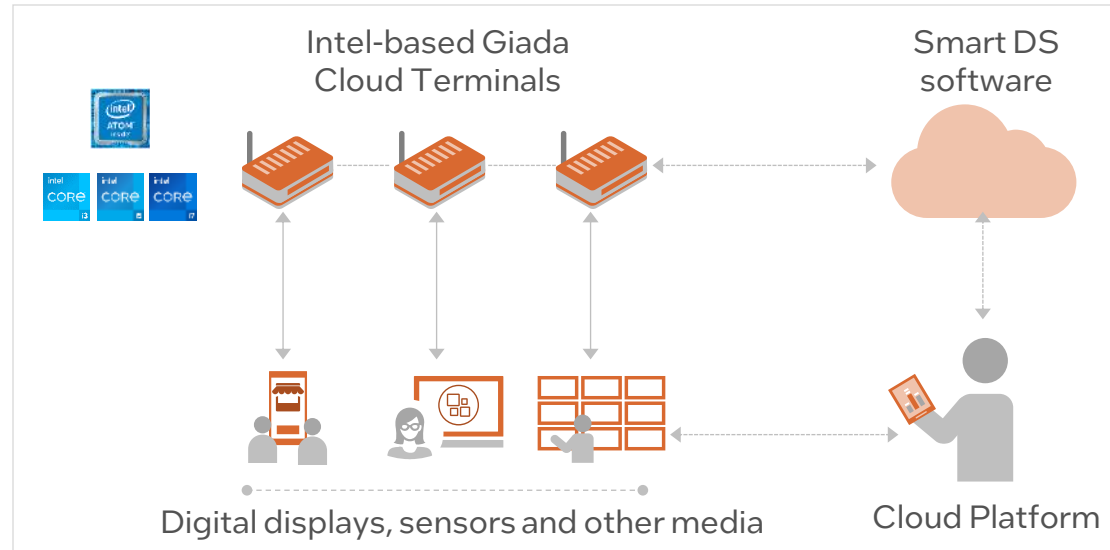 Intel-based Giada
Cloud Terminals
Smart DS
software
intel
ATOM
inside
intel
CORE
i3
intel
CORE
i5
intel
CORE
i7
Digital displays, sensors and other media
Cloud Platform